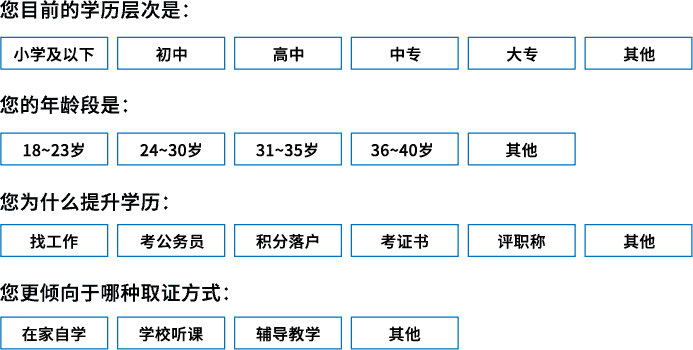 您目前的学历层次是：
小学及以下 初中 高中 中专 大专 其他
您的年龄段是：
18~23岁 24~30岁 31~35岁 36~40岁 其他
您为什么提升学历：
找工作 考公务员 积分落户 考证书 评职称 其他
您更倾向于哪种取证方式：
在家自学 学校听课 辅导教学 其他